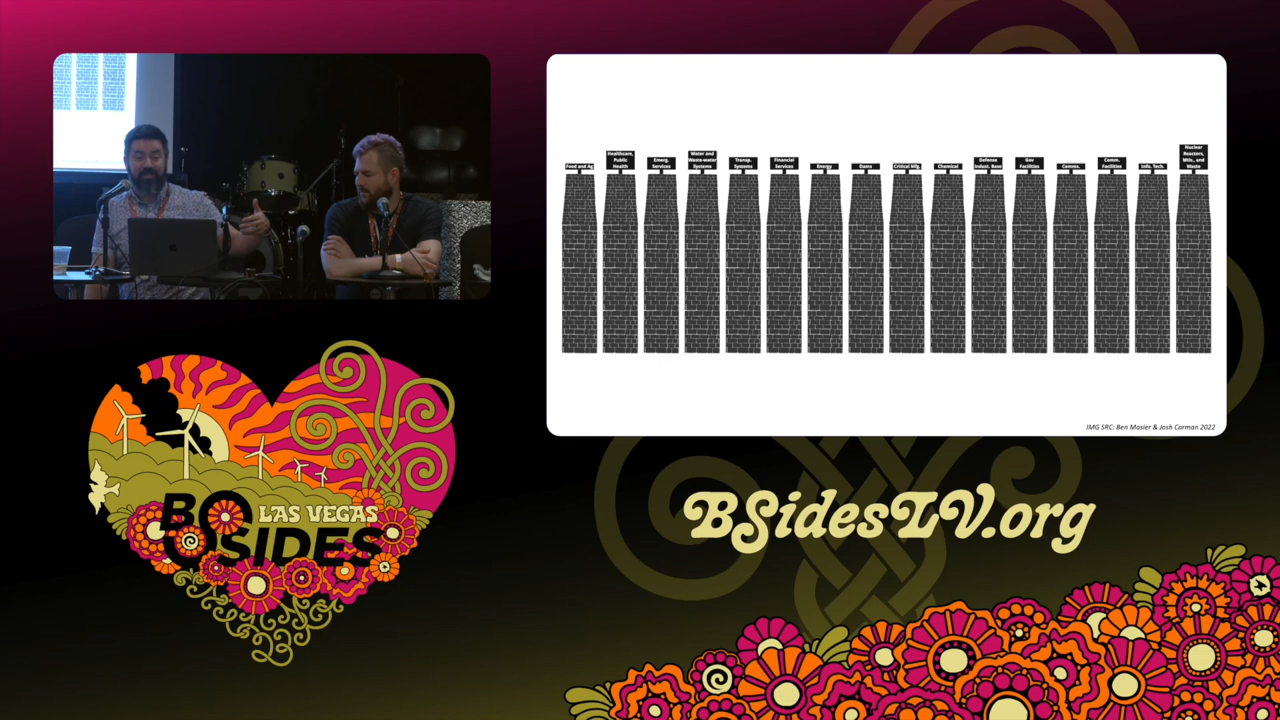 Food and Ag
Healthcare,
Public
Health
Emerg.
Services
Water and
Waste-water
Systems
Transp.
Systems
Financial
Services
Energy
Dams
Critical Mfg.
Chemical
Defense
Indust. Base
Gov
Facilities
Comms.
Comm.
Facilities
Info. Tech.
Nuclear
Reactors,
Mtls., and
Waste
IMG SRC: Ben Mosier & Josh Corman 2022
LAS VEGAS
BSIDES
BSidesLV.org